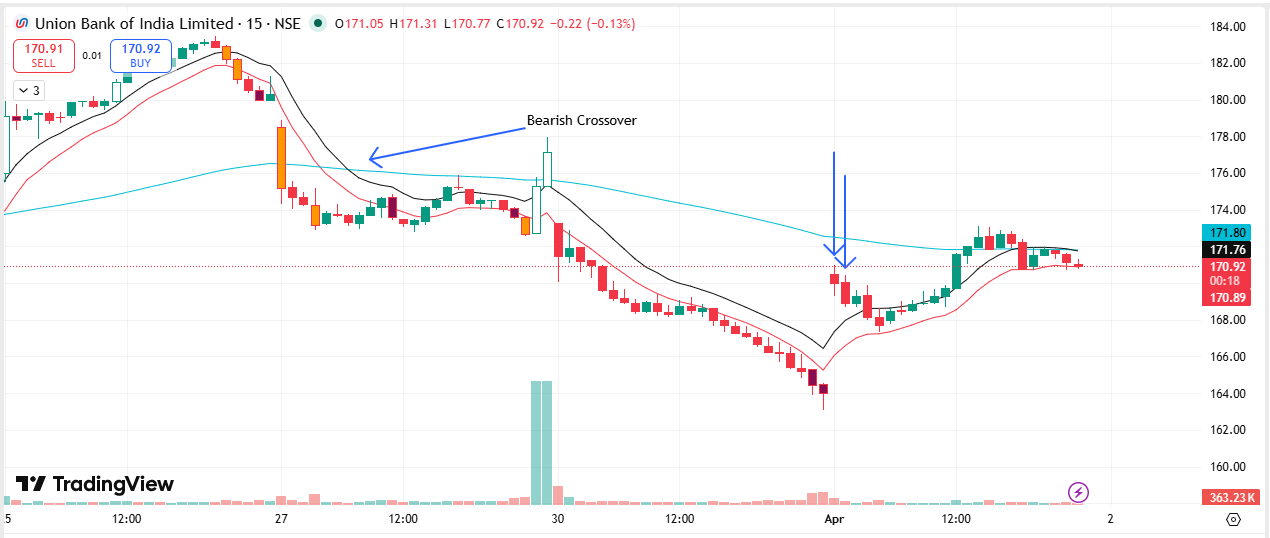 Union Bank of India Limited · 15 · NSE O171.05 H171.31 L170.77 C170.92 −0.22 (−0.13%)
170.91 SELL 0.01 170.92 BUY
3
Bearish Crossover
184.00
182.00
180.00
178.00
176.00
174.00
171.80
171.76
170.92
00:18
170.89
168.00
166.00
164.00
162.00
160.00
363.23 K
TradingView
5 12:00 27 12:00 30 12:00 Apr 12:00 2